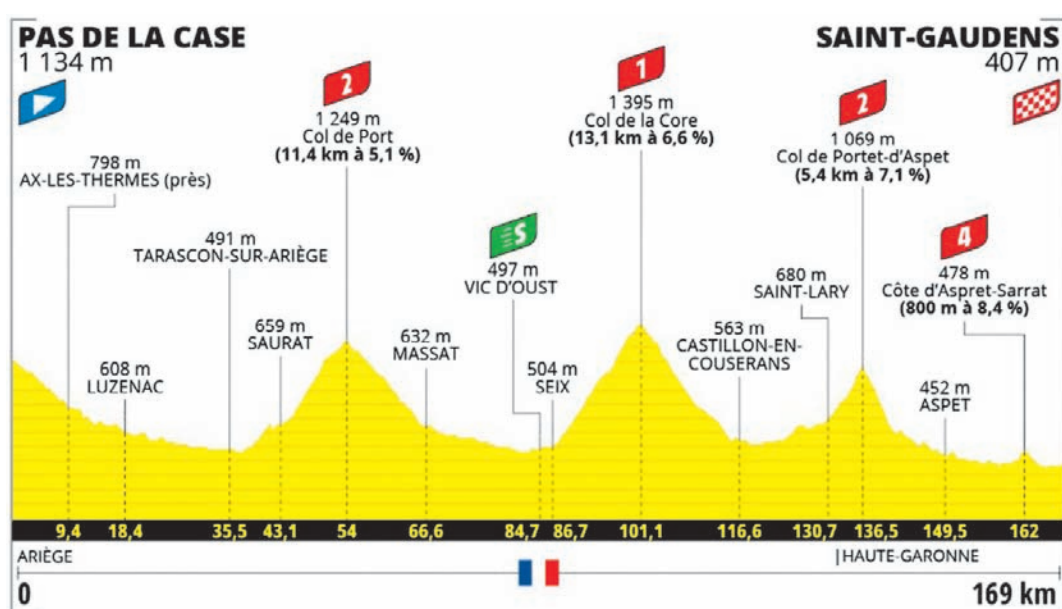 PAS DE LA CASE
1 134 m
SAINT-GAUDENS
407 m
2
1 249 m
Col de Port
(11,4 km à 5,1 %)
1
1 395 m
Col de la Core
(13,1 km à 6,6 %)
2
1 069 m
Col de Portet-d'Aspet
(5,4 km à 7,1 %)
798 m
AX-LES-THERMES (près)
491 m
TARASCON-SUR-ARIÈGE
S
497 m
VIC D'OUST
680 m
SAINT-LARY
4
478 m
Côte d'Aspret-Sarrat
(800 m à 8,4 %)
608 m
LUZENAC
659 m
SAURAT
632 m
MASSAT
504 m
SEIX
563 m
CASTILLON-EN-
COUSERANS
452 m
ASPET
9,4 18,4 35,5 43,1 54 66,6 84,7 86,7 101,1 116,6 130,7 136,5 149,5 162
ARIÈGE
HAUTE-GARONNE
0
169 km